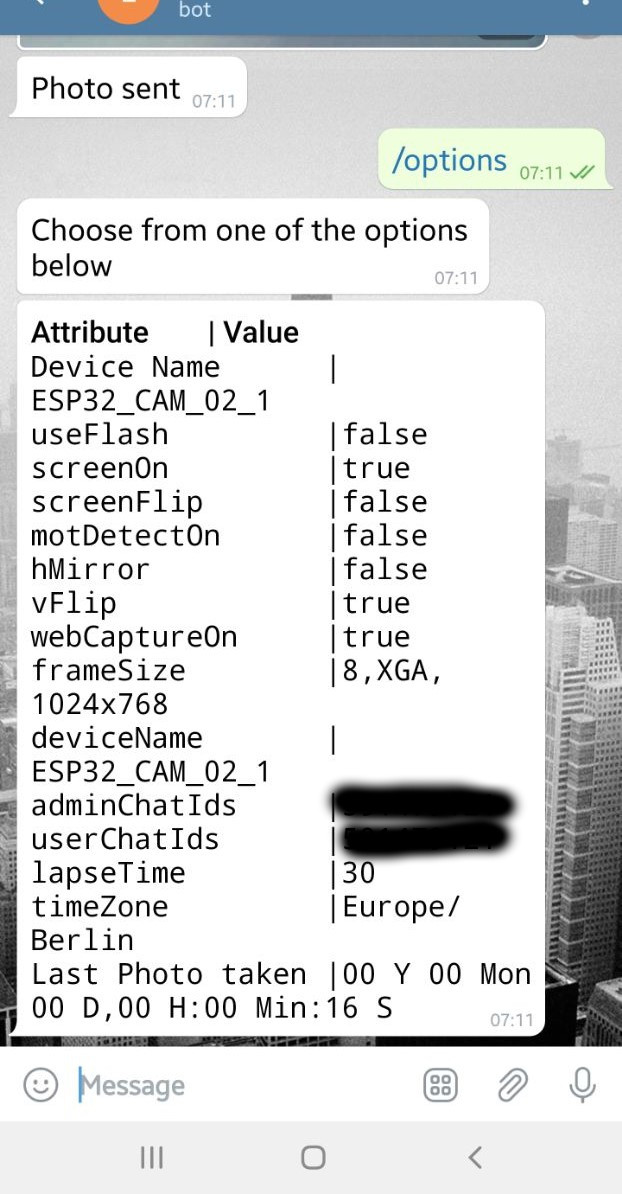 bot
Photo sent 07:11
/options 07:11
Choose from one of the options
below 07:11
Attribute | Value
Device Name |
ESP32_CAM_02_1
useFlash |false
screenOn |true
screenFlip |false
motDetectOn |false
hMirror |false
vFlip |true
webCaptureOn |true
frameSize |8,XGA,
1024x768
deviceName |
ESP32_CAM_02_1
adminChatIds |
userChatIds |
lapseTime |30
timeZone |Europe/
Berlin
Last Photo taken |00 Y 00 Mon
00 D,00 H:00 Min:16 S 07:11
Message